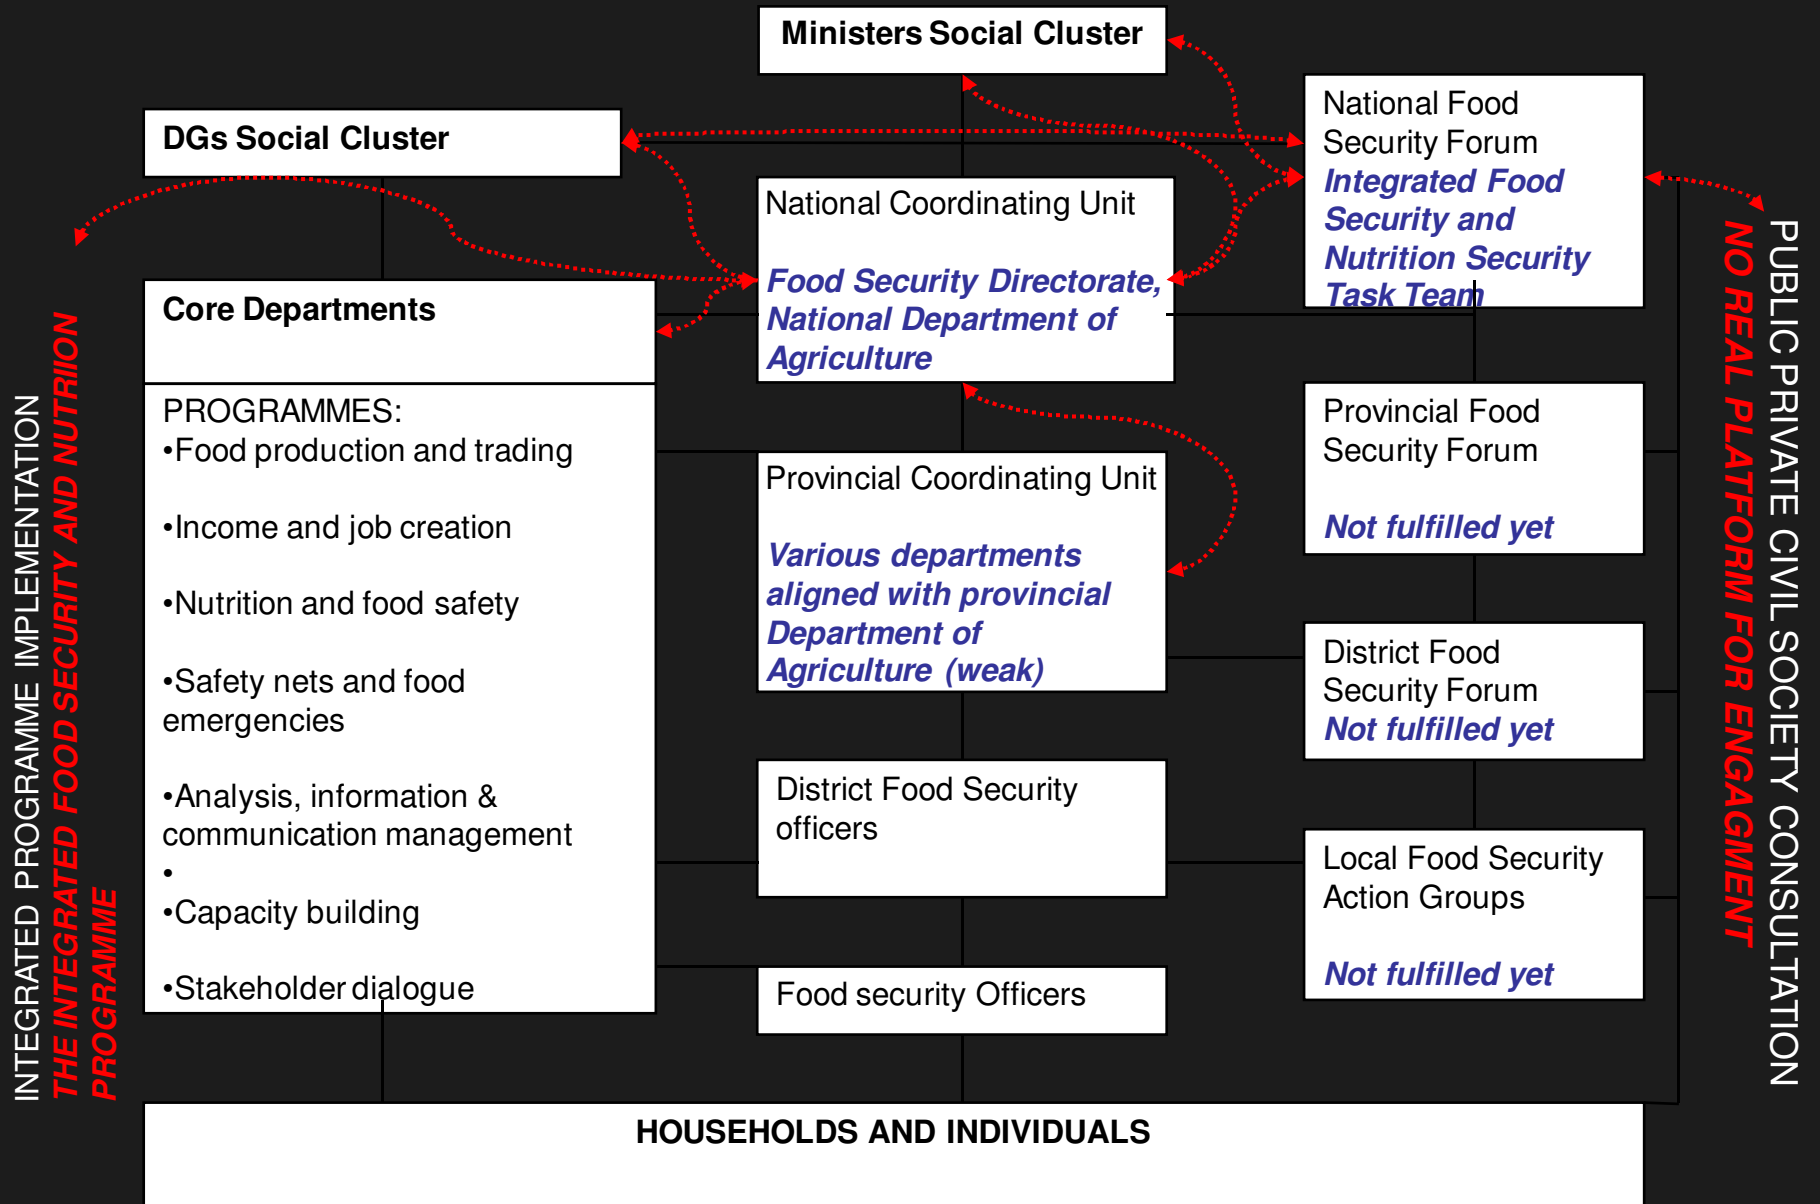 Ministers Social Cluster
DGs Social Cluster
National Food
Security Forum
Integrated Food
Security and
Nutrition Security
Task Team
National Coordinating Unit
Food Security Directorate,
National Department of
Agriculture
Core Departments
PROGRAMMES:
•Food production and trading
•Income and job creation
•Nutrition and food safety
•Safety nets and food
emergencies
•Analysis, information &
communication management
•
•Capacity building
•Stakeholder dialogue
Provincial Coordinating Unit
Various departments
aligned with provincial
Department of
Agriculture (weak)
District Food Security
officers
Food security Officers
Provincial Food
Security Forum
Not fulfilled yet
District Food
Security Forum
Not fulfilled yet
Local Food Security
Action Groups
Not fulfilled yet
HOUSEHOLDS AND INDIVIDUALS
INTEGRATED PROGRAMME IMPLEMENTATION
THE INTEGRATED FOOD SECURITY AND NUTRIION
PROGRAMME
PUBLIC PRIVATE CIVIL SOCIETY CONSULTATION
NO REAL PLATFORM FOR ENGAGMENT